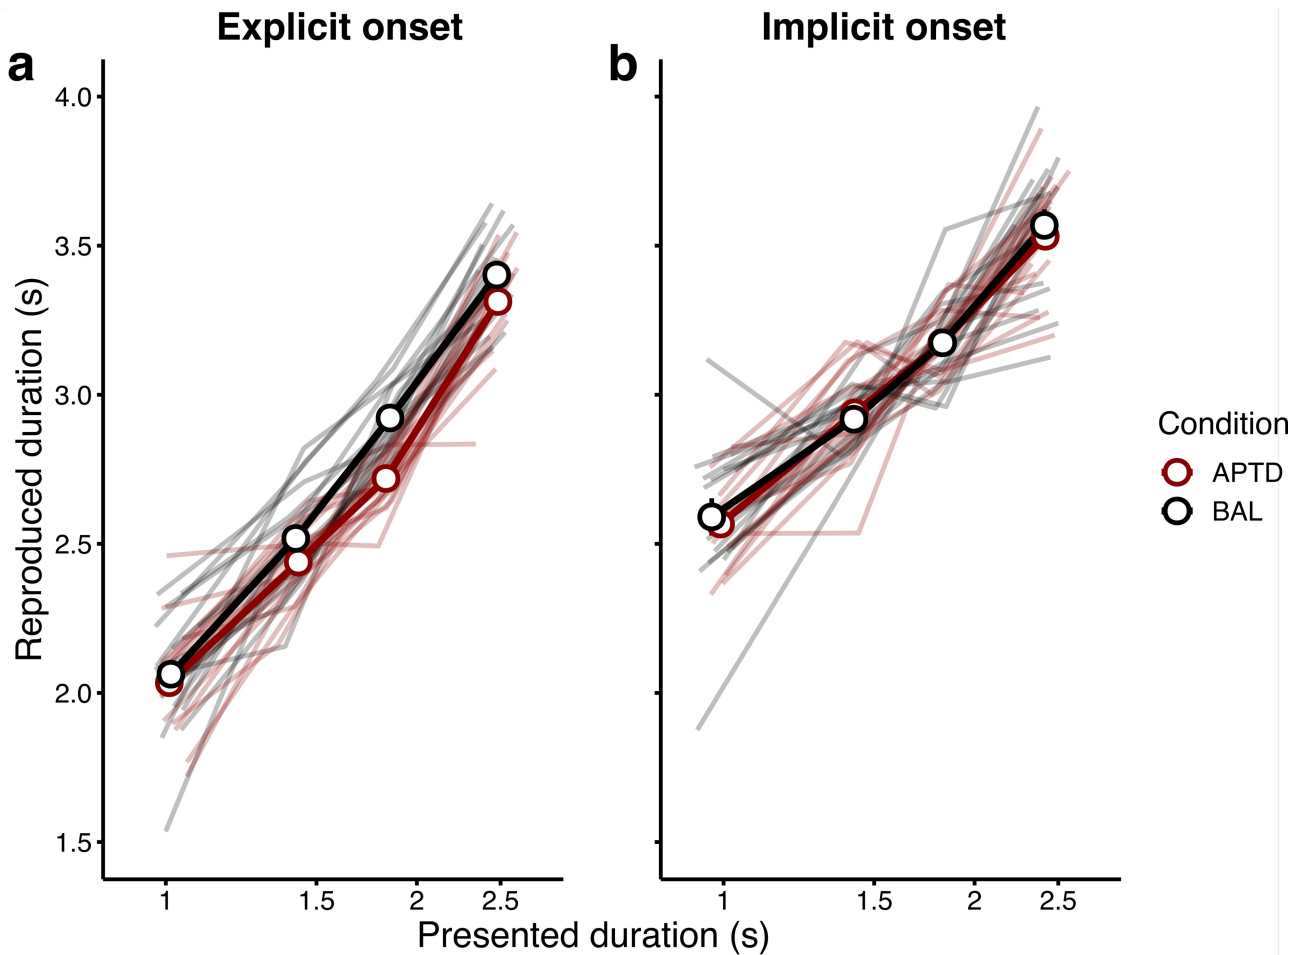 Explicit onset
Implicit onset
a
b
4.0
3.5
3.0
2.5
2.0
1.5
Reproduced duration (s)
1
1.5
2
2.5
1
1.5
2
2.5
Presented duration (s)
Condition
APTD
BAL